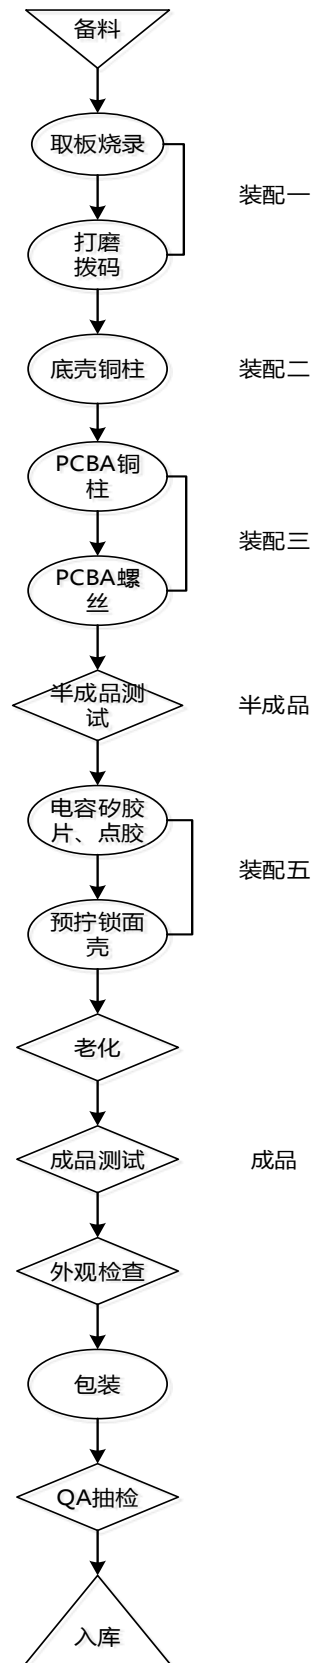 备料
取板烧录
装配一
打磨
拨码
底壳铜柱
装配二
PCBA铜
柱
装配三
PCBA螺
丝
半成品测
试
半成品
电容矽胶
片、点胶
装配五
预拧锁面
壳
老化
成品测试
成品
外观检查
包装
QA抽检
入库